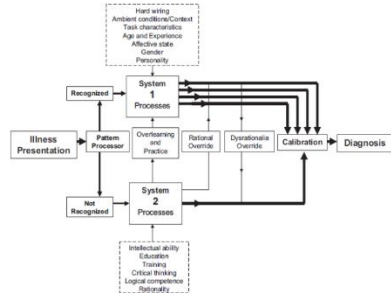 Hard wiring
Ambient conditions/Context
Task characteristics
Age and Experience
Affective state
Gender
Personality
Recognized
System
1
Processes
Illness
Presentation
Pattern
Processor
Overlearning
and
Practice
Rational
Override
Dysrationalia
Override
Calibration
Diagnosis
Not
Recognized
System
2
Processes
Intellectual ability
Education
Training
Critical thinking
Logical competence
Rationality